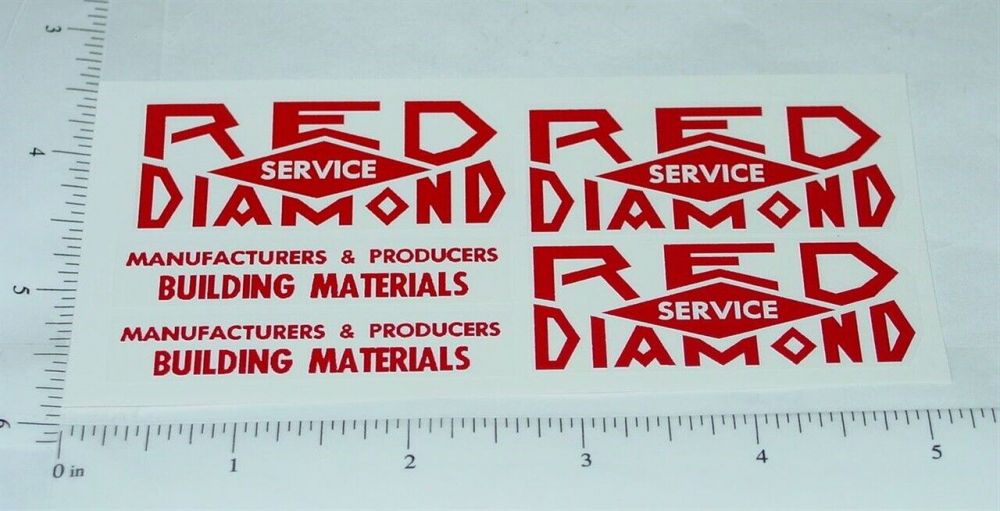 RED
SERVICE
DIAMOND
MANUFACTURERS & PRODUCERS
BUILDING MATERIALS
MANUFACTURERS & PRODUCERS
BUILDING MATERIALS
RED
SERVICE
DIAMOND
RED
SERVICE
DIAMOND
3
4
5
6
0 in
1
2
3
4
5